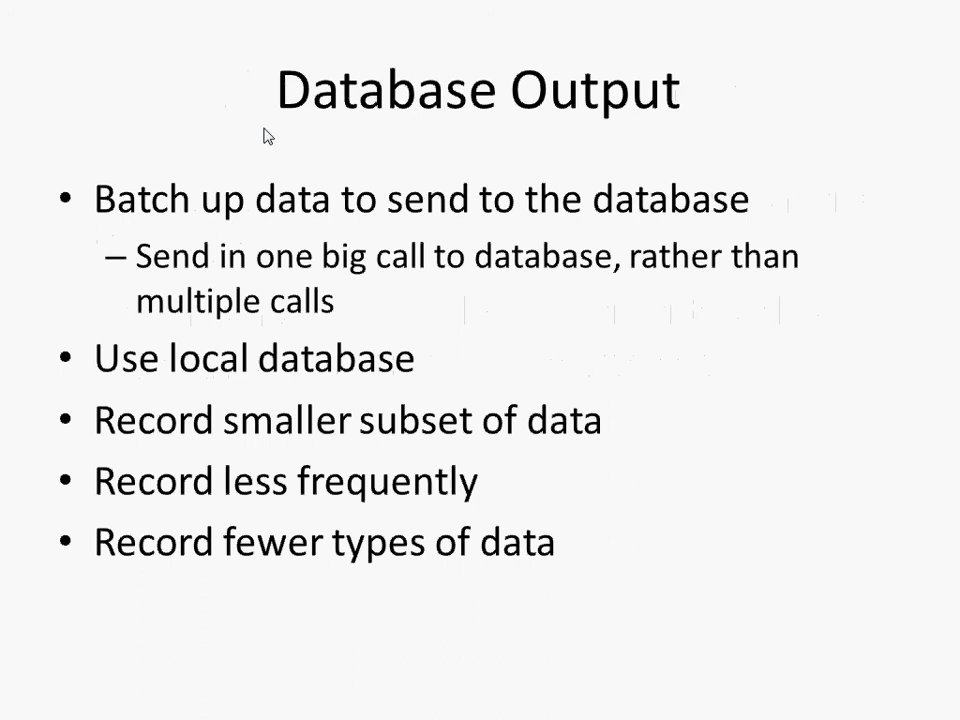 Database Output
• Batch up data to send to the database
– Send in one big call to database, rather than
multiple calls
• Use local database
• Record smaller subset of data
• Record less frequently
• Record fewer types of data